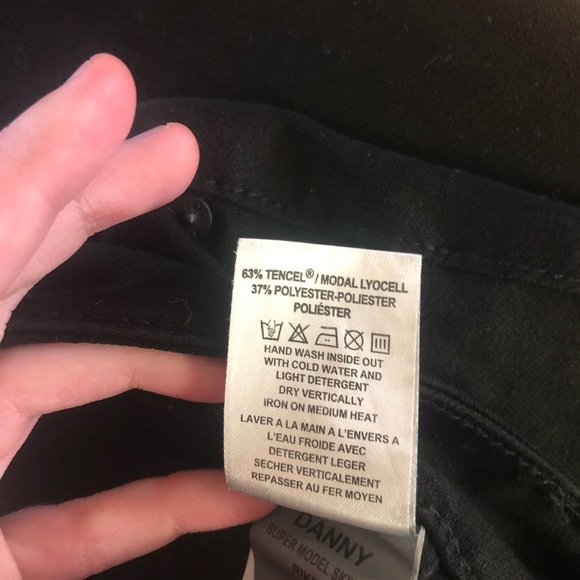 63% TENCEL® / MODAL LYOCELL
37% POLYESTER-POLIESTER
POLIÉSTER
HAND WASH INSIDE OUT
WITH COLD WATER AND
LIGHT DETERGENT
DRY VERTICALLY
IRON ON MEDIUM HEAT
LAVER A LA MAIN A L'ENVERS A
L'EAU FROIDE AVEC
DETERGENT LEGER
SECHER VERTICALEMENT
REPASSER AU FER MOYEN
DANNY
SUPER MODEL